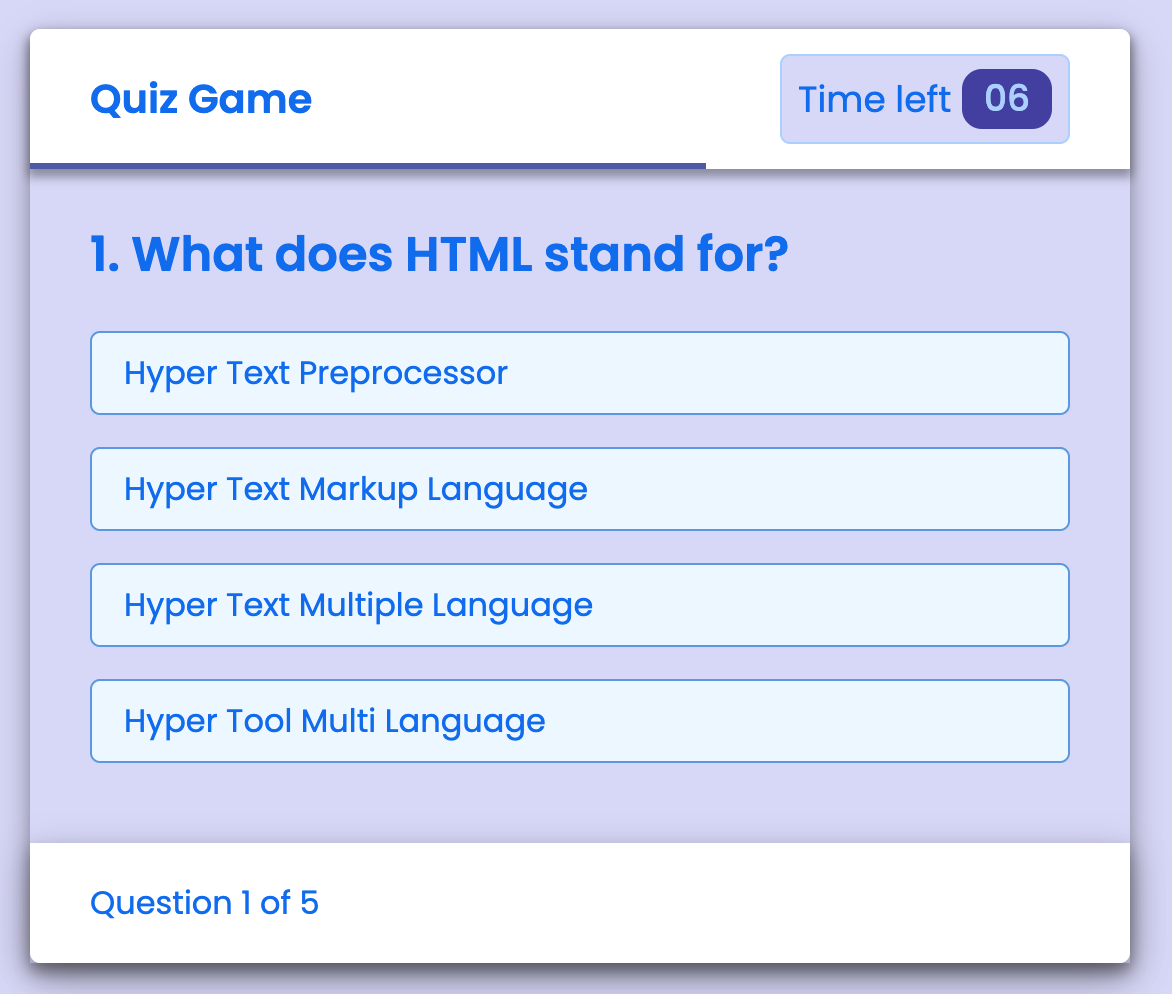 Quiz Game
Time left 06
1. What does HTML stand for?
Hyper Text Preprocessor
Hyper Text Markup Language
Hyper Text Multiple Language
Hyper Tool Multi Language
Question 1 of 5